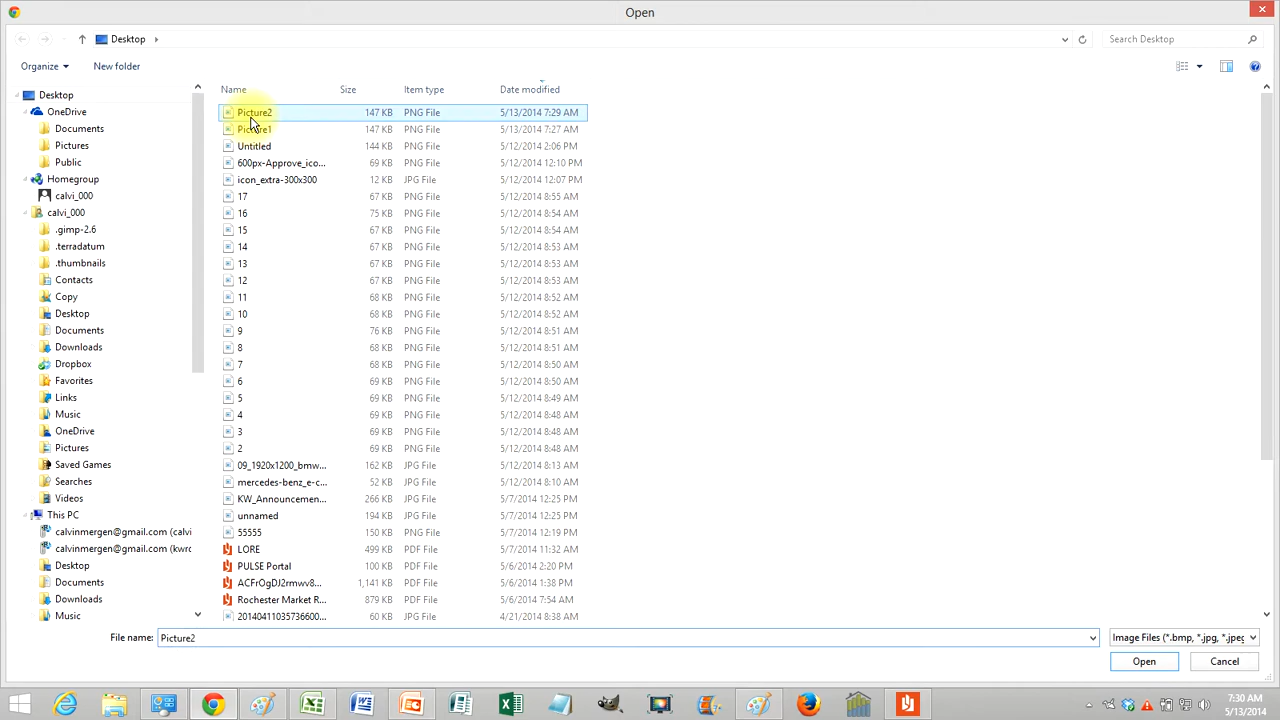 Open
Desktop
Search Desktop
Organize
New folder
Name Size Item type Date modified
Desktop
OneDrive
Documents
Pictures
Public
Homegroup
calvi_000
calvi_000
.gimp-2.6
.terradatum
.thumbnails
Contacts
Copy
Desktop
Documents
Downloads
Dropbox
Favorites
Links
Music
OneDrive
Pictures
Saved Games
Searches
Videos
This PC
calvinmergen@gmail.com (calvi
calvinmergen@gmail.com (kwrc
Desktop
Documents
Downloads
Music
Picture2 147 KB PNG File 5/13/2014 7:29 AM
Picture1 147 KB PNG File 5/13/2014 7:27 AM
Untitled 144 KB PNG File 5/12/2014 2:06 PM
600px-Approve_ico... 69 KB PNG File 5/12/2014 12:10 PM
icon_extra-300x300 12 KB JPG File 5/12/2014 12:07 PM
17 67 KB PNG File 5/12/2014 8:55 AM
16 75 KB PNG File 5/12/2014 8:54 AM
15 67 KB PNG File 5/12/2014 8:54 AM
14 67 KB PNG File 5/12/2014 8:53 AM
13 67 KB PNG File 5/12/2014 8:53 AM
12 67 KB PNG File 5/12/2014 8:53 AM
11 68 KB PNG File 5/12/2014 8:52 AM
10 68 KB PNG File 5/12/2014 8:52 AM
9 76 KB PNG File 5/12/2014 8:51 AM
8 68 KB PNG File 5/12/2014 8:51 AM
7 68 KB PNG File 5/12/2014 8:50 AM
6 69 KB PNG File 5/12/2014 8:50 AM
5 69 KB PNG File 5/12/2014 8:49 AM
4 69 KB PNG File 5/12/2014 8:48 AM
3 69 KB PNG File 5/12/2014 8:48 AM
2 69 KB PNG File 5/12/2014 8:48 AM
09_1920x1200_bmw... 162 KB JPG File 5/12/2014 8:13 AM
mercedes-benz_e-c... 52 KB JPG File 5/12/2014 8:10 AM
KW_Announcemen... 266 KB JPG File 5/7/2014 12:25 PM
unnamed 194 KB JPG File 5/7/2014 12:25 PM
55555 150 KB PNG File 5/7/2014 12:19 PM
LORE 499 KB PDF File 5/7/2014 11:32 AM
PULSE Portal 100 KB PDF File 5/6/2014 2:20 PM
ACFrOgDJ2rmwv8... 1,141 KB PDF File 5/6/2014 1:38 PM
Rochester Market R... 879 KB PDF File 5/6/2014 7:54 AM
20140411035736600... 60 KB JPG File 4/21/2014 8:38 AM
File name: Picture2
Image Files (*.bmp, *.jpg, *.jpeg,
Open Cancel
7:30 AM
5/13/2014